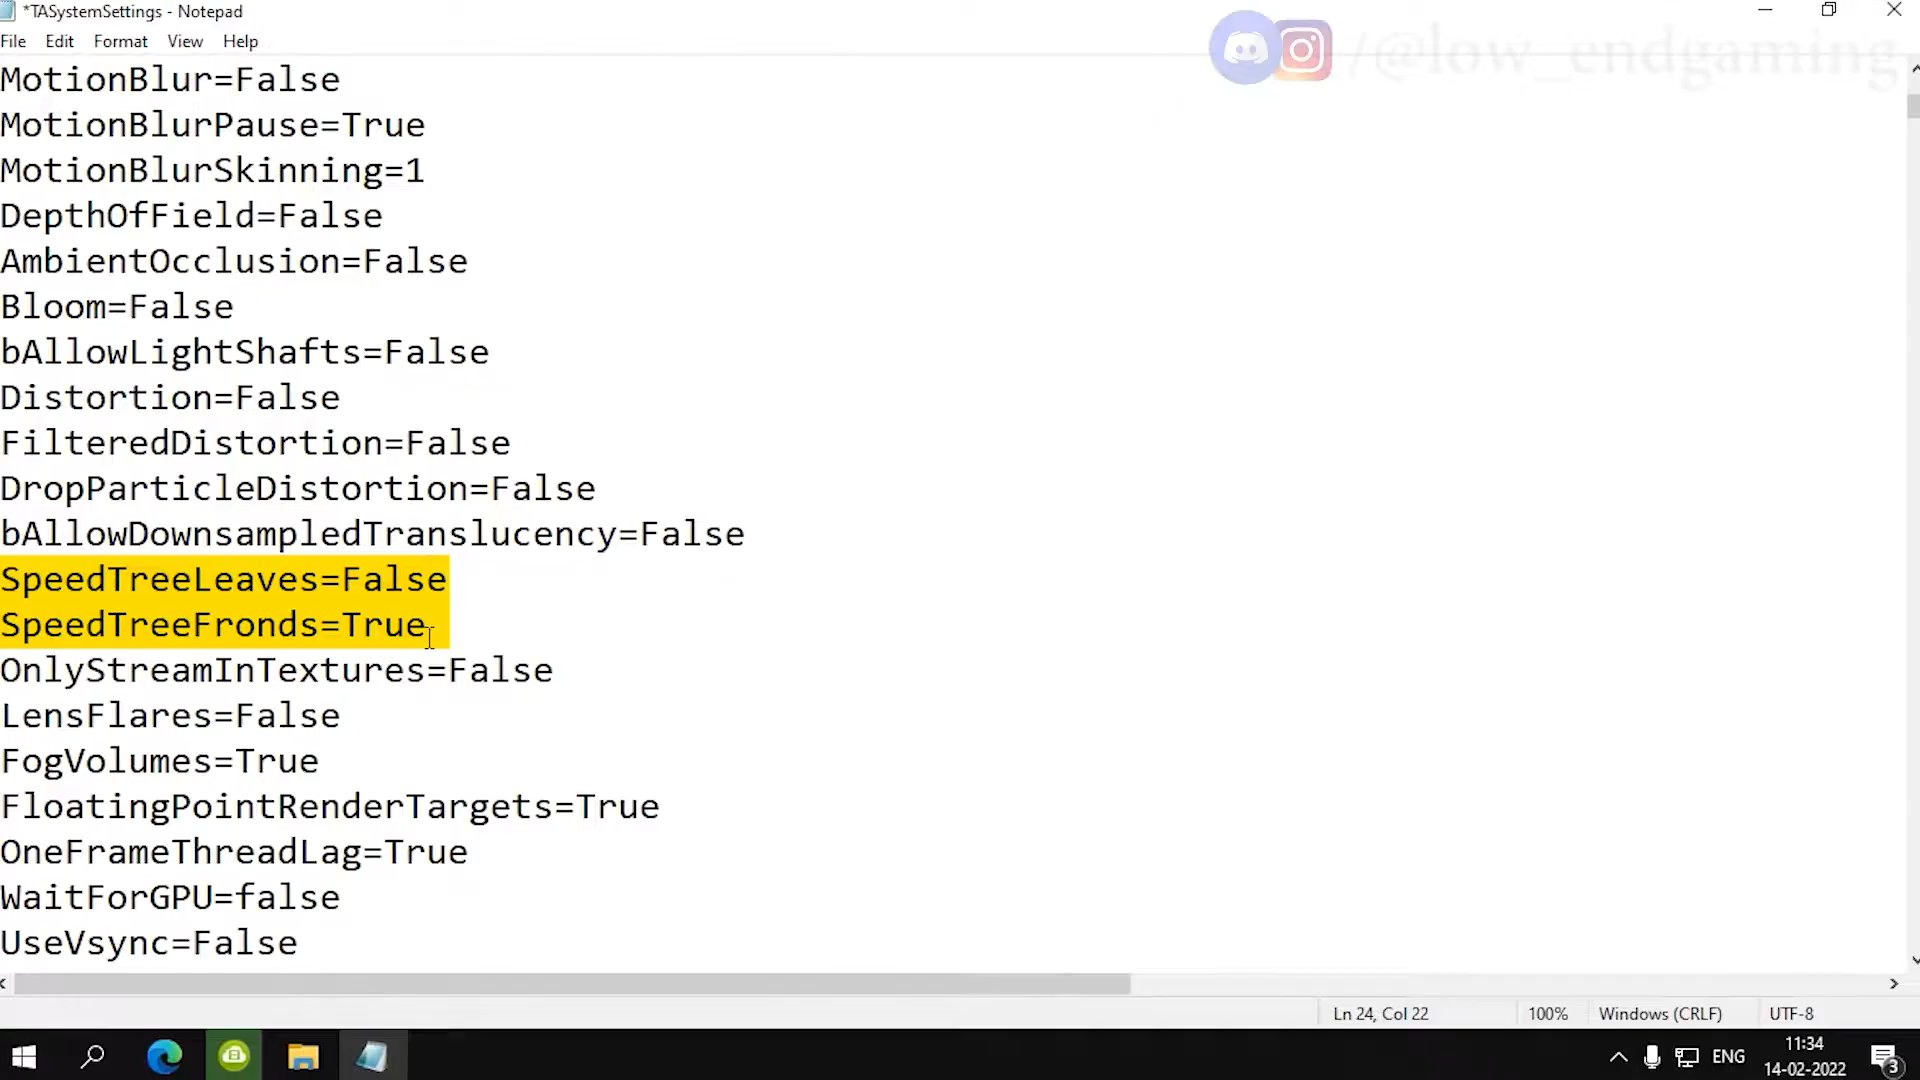 *TASystemSettings - Notepad
File Edit Format View Help
/@low_endgaming
MotionBlur=False
MotionBlurPause=True
MotionBlurSkinning=1
DepthOfField=False
AmbientOcclusion=False
Bloom=False
bAllowLightShafts=False
Distortion=False
FilteredDistortion=False
DropParticleDistortion=False
bAllowDownsampledTranslucency=False
SpeedTreeLeaves=False
SpeedTreeFronds=True
OnlyStreamInTextures=False
LensFlares=False
FogVolumes=True
FloatingPointRenderTargets=True
OneFrameThreadLag=True
WaitForGPU=false
UseVsync=False
Ln 24, Col 22 100% Windows (CRLF) UTF-8
ENG 11:34
14-02-2022 3